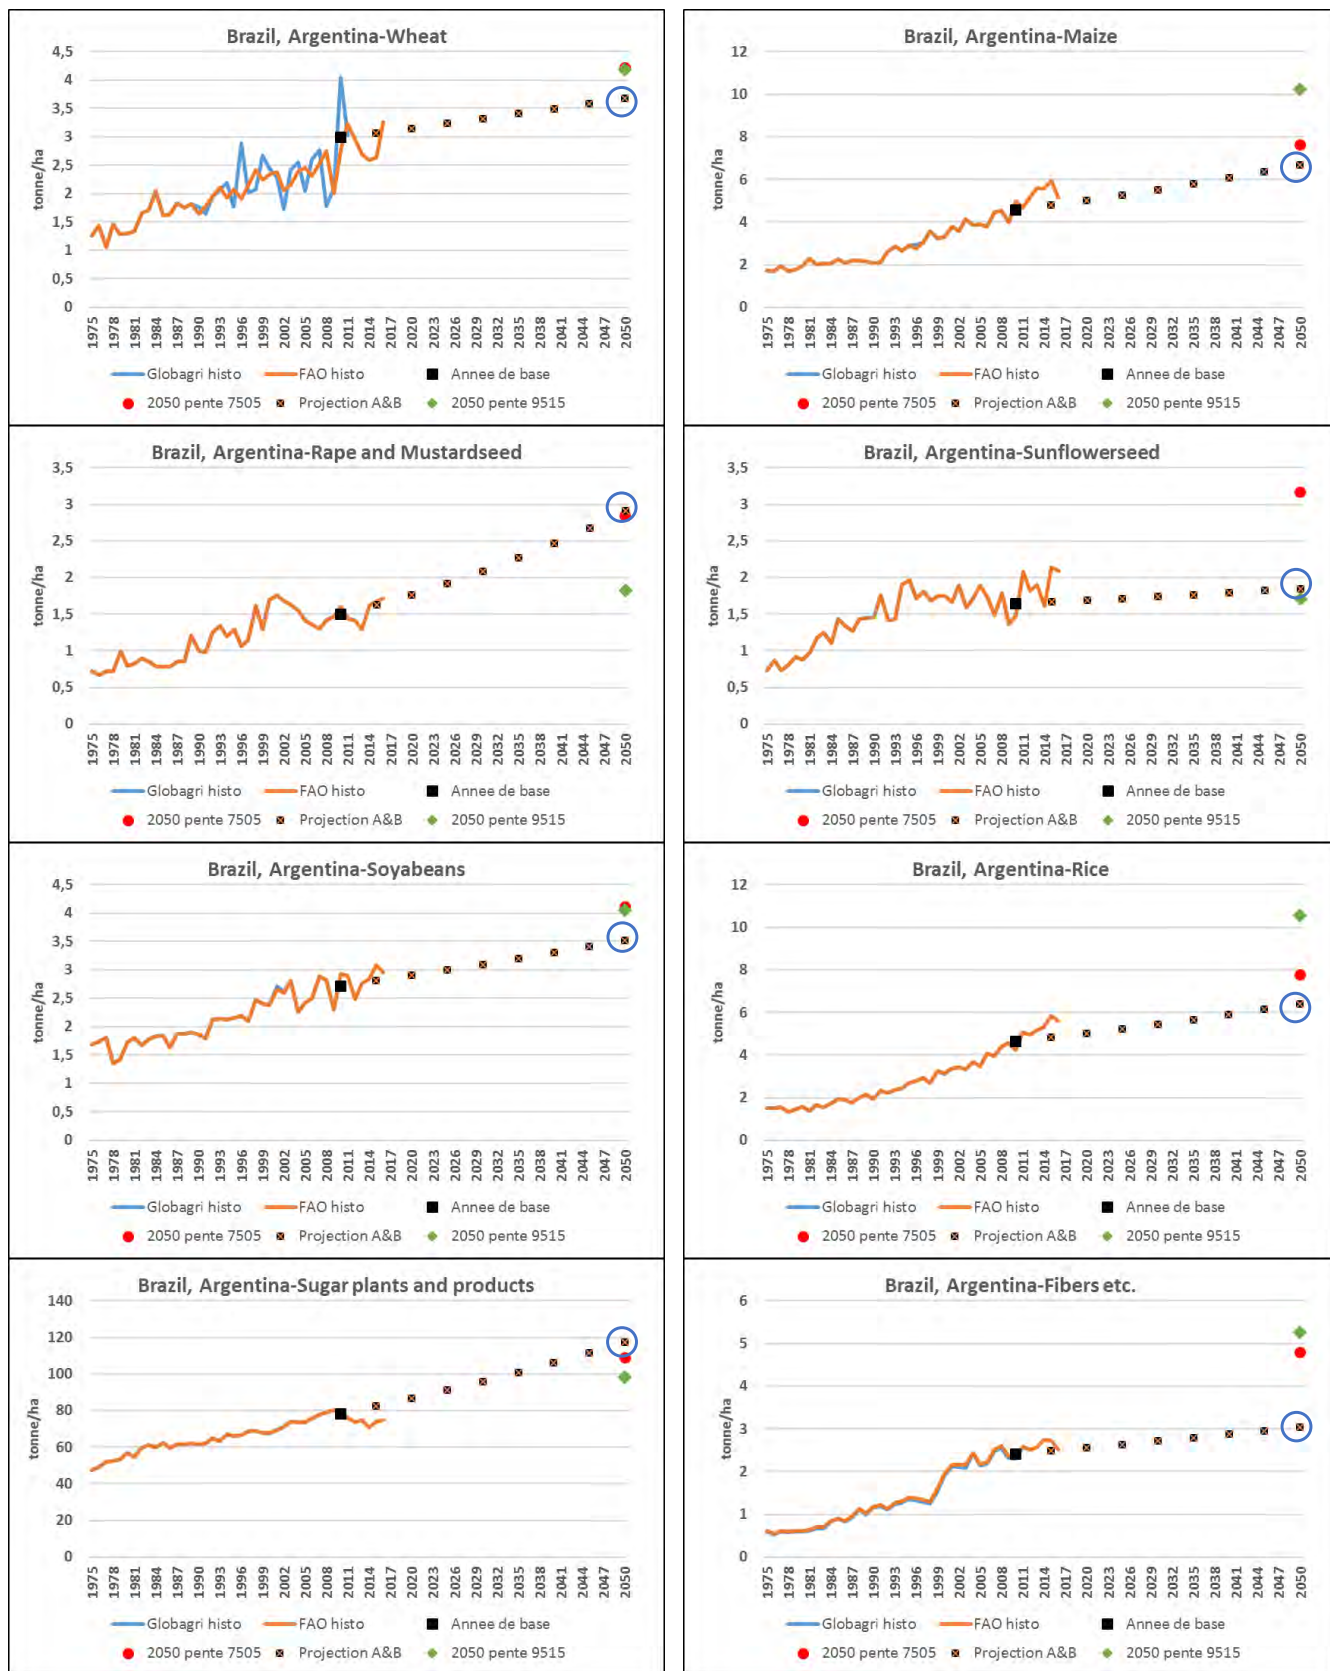 Brazil, Argentina-Wheat
4,5
4
3,5
3
2,5
2
1,5
1
0,5
0
tonne/ha
1975 1978 1981 1984 1987 1990 1993 1996 1999 2002 2005 2008 2011 2014 2017 2020 2023 2026 2029 2032 2035 2038 2041 2044 2047 2050
Globagri histo FAO histo Annee de base
2050 pente 7505 Projection A&B 2050 pente 9515
Brazil, Argentina-Maize
12
10
8
6
4
2
0
tonne/ha
1975 1978 1981 1984 1987 1990 1993 1996 1999 2002 2005 2008 2011 2014 2017 2020 2023 2026 2029 2032 2035 2038 2041 2044 2047 2050
Globagri histo FAO histo Annee de base
2050 pente 7505 Projection A&B 2050 pente 9515
Brazil, Argentina-Rape and Mustardseed
3,5
3
2,5
2
1,5
1
0,5
0
tonne/ha
1975 1978 1981 1984 1987 1990 1993 1996 1999 2002 2005 2008 2011 2014 2017 2020 2023 2026 2029 2032 2035 2038 2041 2044 2047 2050
Globagri histo FAO histo Annee de base
2050 pente 7505 Projection A&B 2050 pente 9515
Brazil, Argentina-Sunflowerseed
3,5
3
2,5
2
1,5
1
0,5
0
tonne/ha
1975 1978 1981 1984 1987 1990 1993 1996 1999 2002 2005 2008 2011 2014 2017 2020 2023 2026 2029 2032 2035 2038 2041 2044 2047 2050
Globagri histo FAO histo Annee de base
2050 pente 7505 Projection A&B 2050 pente 9515
Brazil, Argentina-Soyabeans
4,5
4
3,5
3
2,5
2
1,5
1
0,5
0
tonne/ha
1975 1978 1981 1984 1987 1990 1993 1996 1999 2002 2005 2008 2011 2014 2017 2020 2023 2026 2029 2032 2035 2038 2041 2044 2047 2050
Globagri histo FAO histo Annee de base
2050 pente 7505 Projection A&B 2050 pente 9515
Brazil, Argentina-Rice
12
10
8
6
4
2
0
tonne/ha
1975 1978 1981 1984 1987 1990 1993 1996 1999 2002 2005 2008 2011 2014 2017 2020 2023 2026 2029 2032 2035 2038 2041 2044 2047 2050
Globagri histo FAO histo Annee de base
2050 pente 7505 Projection A&B 2050 pente 9515
Brazil, Argentina-Sugar plants and products
140
120
100
80
60
40
20
0
tonne/ha
1975 1978 1981 1984 1987 1990 1993 1996 1999 2002 2005 2008 2011 2014 2017 2020 2023 2026 2029 2032 2035 2038 2041 2044 2047 2050
Globagri histo FAO histo Annee de base
2050 pente 7505 Projection A&B 2050 pente 9515
Brazil, Argentina-Fibers etc.
6
5
4
3
2
1
0
tonne/ha
1975 1978 1981 1984 1987 1990 1993 1996 1999 2002 2005 2008 2011 2014 2017 2020 2023 2026 2029 2032 2035 2038 2041 2044 2047 2050
Globagri histo FAO histo Annee de base
2050 pente 7505 Projection A&B 2050 pente 9515